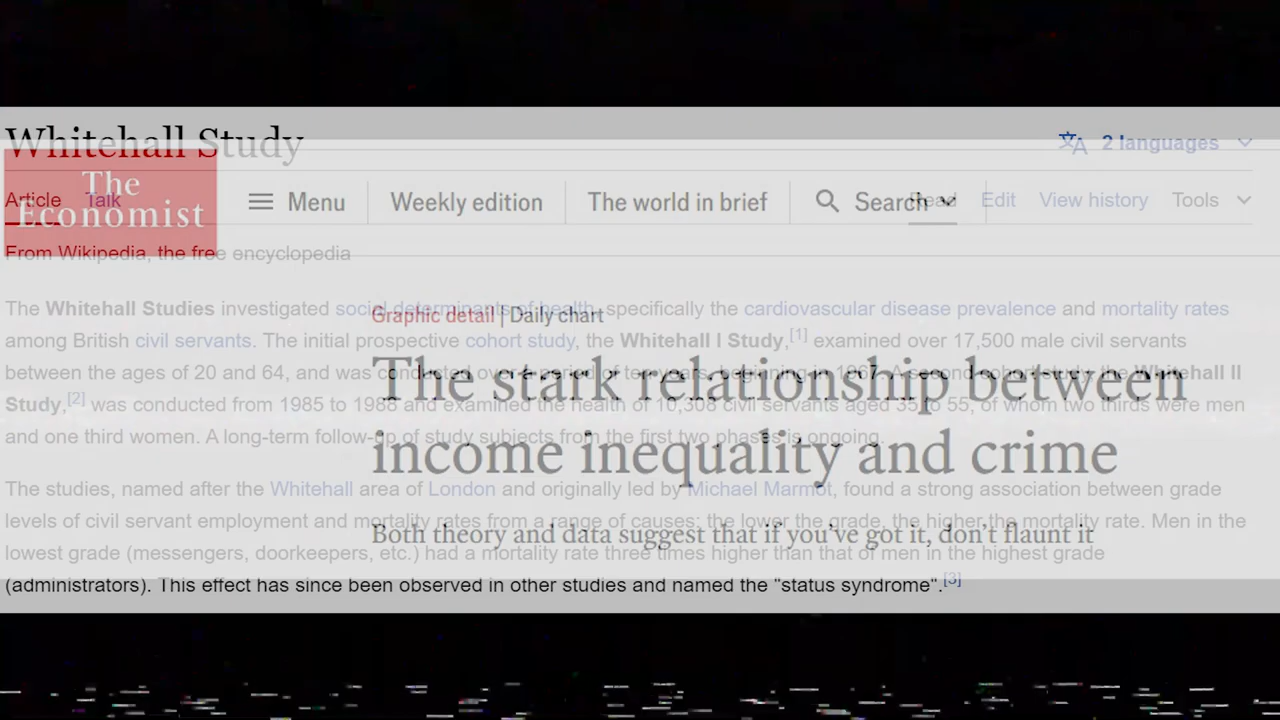 Whitehall Study
2 languages
Article Talk
Read Edit View history Tools
From Wikipedia, the free encyclopedia
The Whitehall Studies investigated social determinants of health, specifically the cardiovascular disease prevalence and mortality rates
among British civil servants. The initial prospective cohort study, the Whitehall I Study,[1] examined over 17,500 male civil servants
between the ages of 20 and 64, and was conducted over a period of ten years, beginning in 1967. A second cohort study, the Whitehall II
Study,[2] was conducted from 1985 to 1988 and examined the health of 10,308 civil servants aged 35 to 55, of whom two thirds were men
and one third women. A long-term follow-up of study subjects from the first two phases is ongoing.
The studies, named after the Whitehall area of London and originally led by Michael Marmot, found a strong association between grade
levels of civil servant employment and mortality rates from a range of causes: the lower the grade, the higher the mortality rate. Men in the
lowest grade (messengers, doorkeepers, etc.) had a mortality rate three times higher than that of men in the highest grade
(administrators). This effect has since been observed in other studies and named the "status syndrome".[3]
The
Economist
Menu Weekly edition The world in brief Search
Graphic detail | Daily chart
The stark relationship between
income inequality and crime
Both theory and data suggest that if you've got it, don't flaunt it